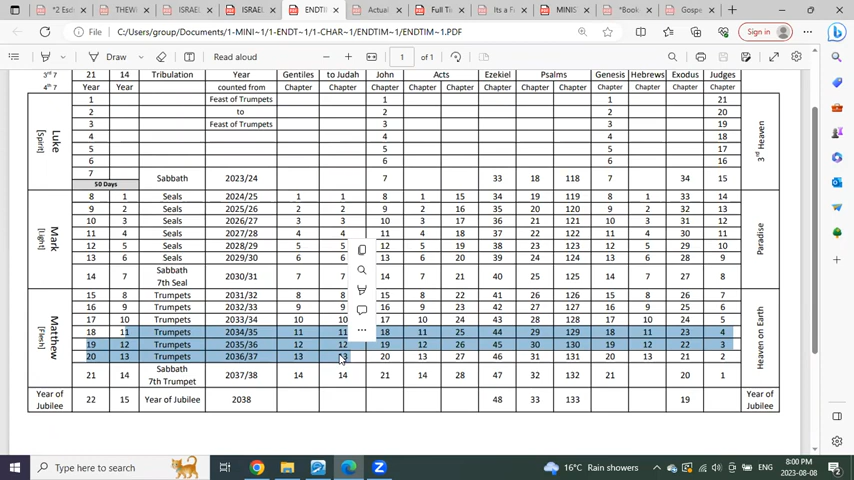 *2 Esd
THEWI
ISRAEL
ISRAEL
ENDTI
Actual
Full Ti
Its a Fe
MINIS
*Book
Gospe
C:/Users/group/Documents/1-MINI~1/1-ENDT~1/1-CHAR~1/ENDTIM~1/ENDTIM~1.PDF
Sign in
Draw
Read aloud
1
of 1
3rd 7 21 14 Tribulation Year Gentiles to Judah John Acts Ezekiel Psalms Genesis Hebrews Exodus Judges
4th 7 Year Year counted from Chapter Chapter Chapter Chapter Chapter Chapter Chapter Chapter Chapter Chapter Chapter Chapter
Luke [Spirit]
1 Feast of Trumpets 1 1 21
2 to 2 2 20
3 Feast of Trumpets 3 3 19
4 4 4 18
5 5 5 17
6 6 6 16
7 Sabbath 2023/24 7 33 18 118 7 34 15
50 Days
3rd Heaven
Mark [Light]
8 1 Seals 2024/25 1 1 8 1 15 34 19 119 8 1 33 14
9 2 Seals 2025/26 2 2 9 2 16 35 20 120 9 2 32 13
10 3 Seals 2026/27 3 3 10 3 17 36 21 121 10 3 31 12
11 4 Seals 2027/28 4 4 11 4 18 37 22 122 11 4 30 11
12 5 Seals 2028/29 5 5 12 5 19 38 23 123 12 5 29 10
13 6 Seals 2029/30 6 6 13 6 20 39 24 124 13 6 28 9
14 7 Sabbath 7th Seal 2030/31 7 7 14 7 21 40 25 125 14 7 27 8
Paradise
Matthew [Flesh]
15 8 Trumpets 2031/32 8 8 15 8 22 41 26 126 15 8 26 7
16 9 Trumpets 2032/33 9 9 16 9 23 42 27 127 16 9 25 6
17 10 Trumpets 2033/34 10 10 17 10 24 43 28 128 17 10 24 5
18 11 Trumpets 2034/35 11 11 18 11 25 44 29 129 18 11 23 4
19 12 Trumpets 2035/36 12 12 19 12 26 45 30 130 19 12 22 3
20 13 Trumpets 2036/37 13 13 20 13 27 46 31 131 20 13 21 2
21 14 Sabbath 7th Trumpet 2037/38 14 14 21 14 28 47 32 132 21 20 1
Heaven on Earth
Year of Jubilee 22 15 Year of Jubilee 2038 48 33 133 19 Year of Jubilee
Type here to search
16°C Rain showers
ENG
8:00 PM
2023-08-08